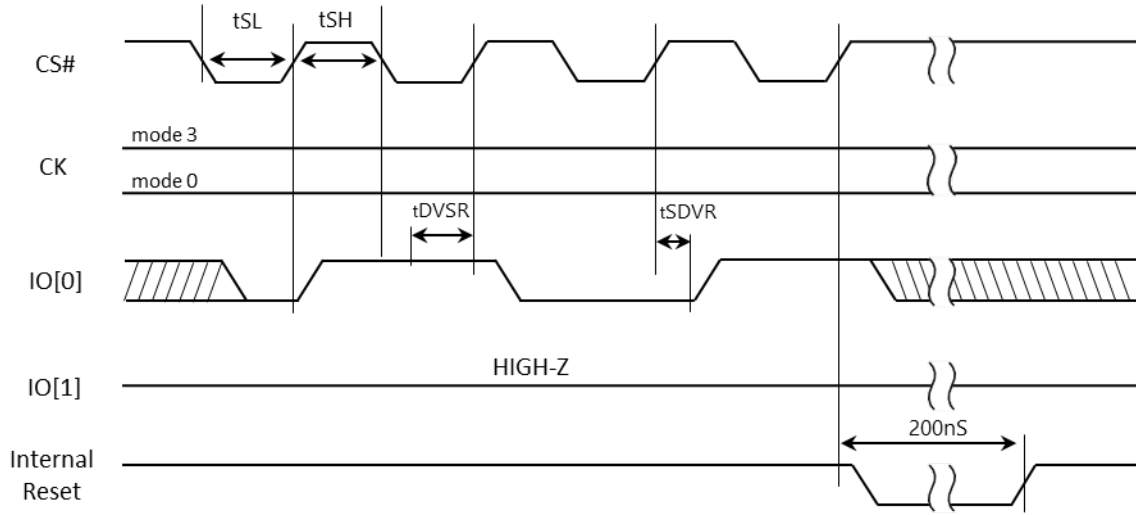 tSL
tSH
CS#
mode 3
CK
mode 0
tDVSR
tSDVR
IO[0]
HIGH-Z
IO[1]
200nS
Internal
Reset